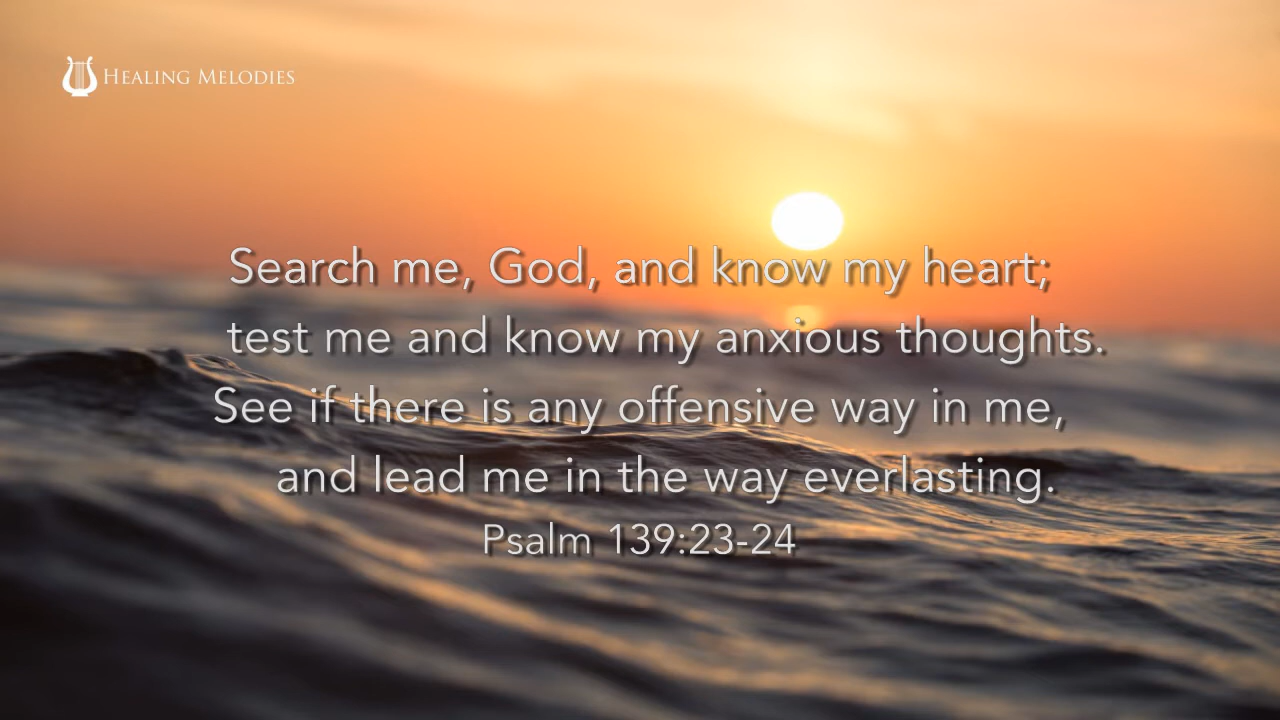 Healing Melodies
Search me, God, and know my heart;
test me and know my anxious thoughts.
See if there is any offensive way in me,
and lead me in the way everlasting.
Psalm 139:23-24